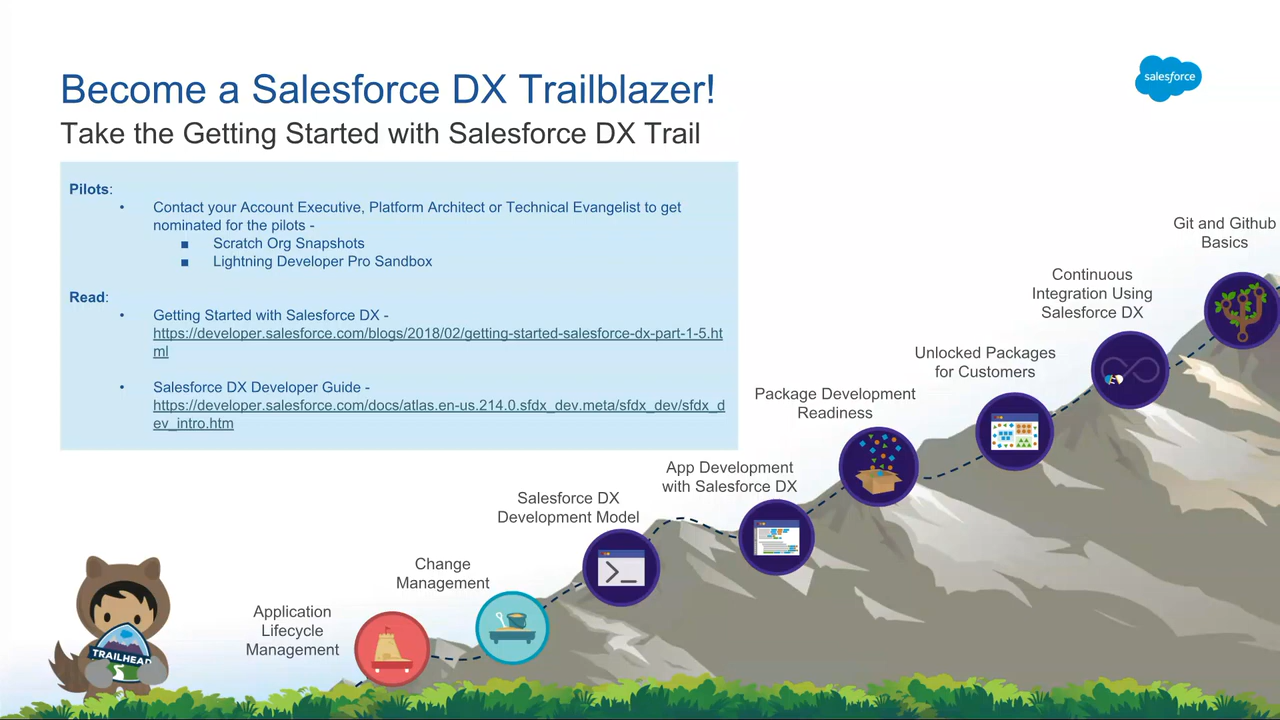 Become a Salesforce DX Trailblazer!
salesforce
Take the Getting Started with Salesforce DX Trail
Pilots:
• Contact your Account Executive, Platform Architect or Technical Evangelist to get
nominated for the pilots -
■ Scratch Org Snapshots
■ Lightning Developer Pro Sandbox
Read:
• Getting Started with Salesforce DX -
https://developer.salesforce.com/blogs/2018/02/getting-started-salesforce-dx-part-1-5.ht
ml
• Salesforce DX Developer Guide -
https://developer.salesforce.com/docs/atlas.en-us.214.0.sfdx_dev.meta/sfdx_dev/sfdx_d
ev_intro.htm
Git and Github
Basics
Continuous
Integration Using
Salesforce DX
Unlocked Packages
for Customers
Package Development
Readiness
App Development
with Salesforce DX
Salesforce DX
Development Model
Change
Management
Application
Lifecycle
Management
TRAILHEAD